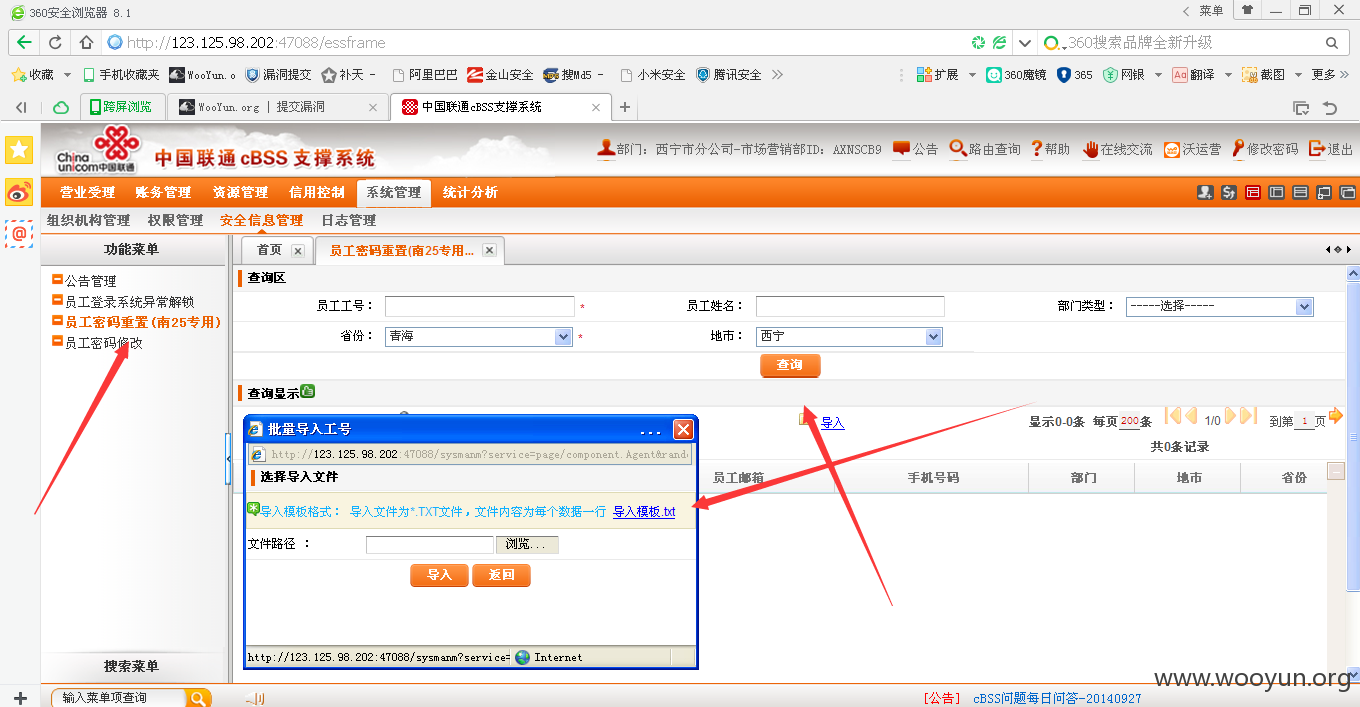 360安全浏览器 8.1
菜单
http://123.125.98.202:47088/essframe
360搜索品牌全新升级
收藏 手机收藏夹 WooYun.o 漏洞提交 补天 - 阿里巴巴 金山安全 搜Md5 - 小米安全 腾讯安全 扩展 360魔镜 365 网银 翻译 截图 更多
跨屏浏览 WooYun.org | 提交漏洞 中国联通cBSS支撑系统
China unicom中国联通 中国联通 cBSS 支撑系统
部门: 西宁市分公司-市场营销部ID: AXNSCB9 公告 路由查询 帮助 在线交流 沃运营 修改密码 退出
营业受理 账务管理 资源管理 信用控制 系统管理 统计分析
组织机构管理 权限管理 安全信息管理 日志管理
功能菜单
首页 员工密码重置(南25专用...
公告管理
员工登录系统异常解锁
员工密码重置(南25专用)
员工密码修改
查询区
员工工号: * 员工姓名: 部门类型: -----选择-----
省份: 青海 * 地市: 西宁
查询
查询显示
导入 显示0-0条 每页 200 条 1/0 到第 1 页
共0条记录
员工邮箱 手机号码 部门 地市 省份
批量导入工号 ...
http://123.125.98.202:47088/sysmanm?service=page/component.Agent&rand
选择导入文件
导入模板格式: 导入文件为*.TXT文件,文件内容为每个数据一行 导入模板.txt
文件路径 : 浏览...
导入 返回
http://123.125.98.202:47088/sysmanm?service= Internet
搜索菜单
输入菜单项查询
[公告] cBSS问题每日问答-20140927
www.wooyun.org